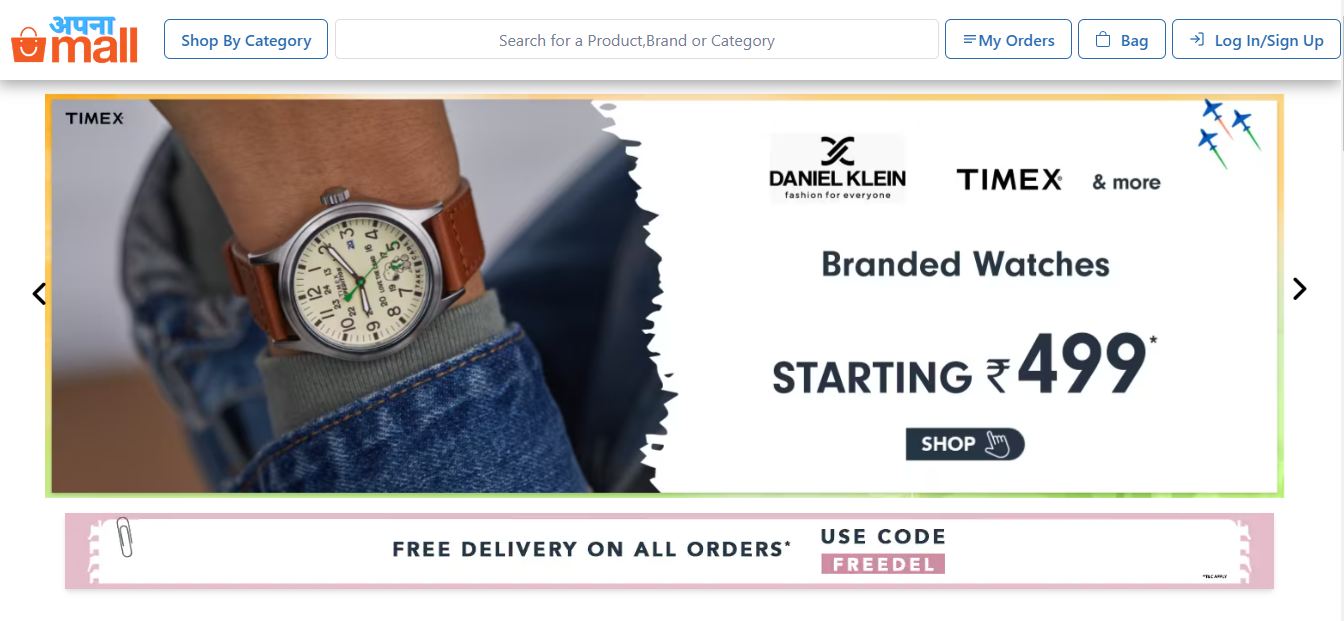 अपना
mall
Shop By Category
Search for a Product,Brand or Category
My Orders
Bag
Log In/Sign Up
TIMEX
DANIEL KLEIN
fashion for everyone
TIMEX
& more
Branded Watches
STARTING ₹499*
SHOP
FREE DELIVERY ON ALL ORDERS*
USE CODE
FREEDEL
*T&C APPLY